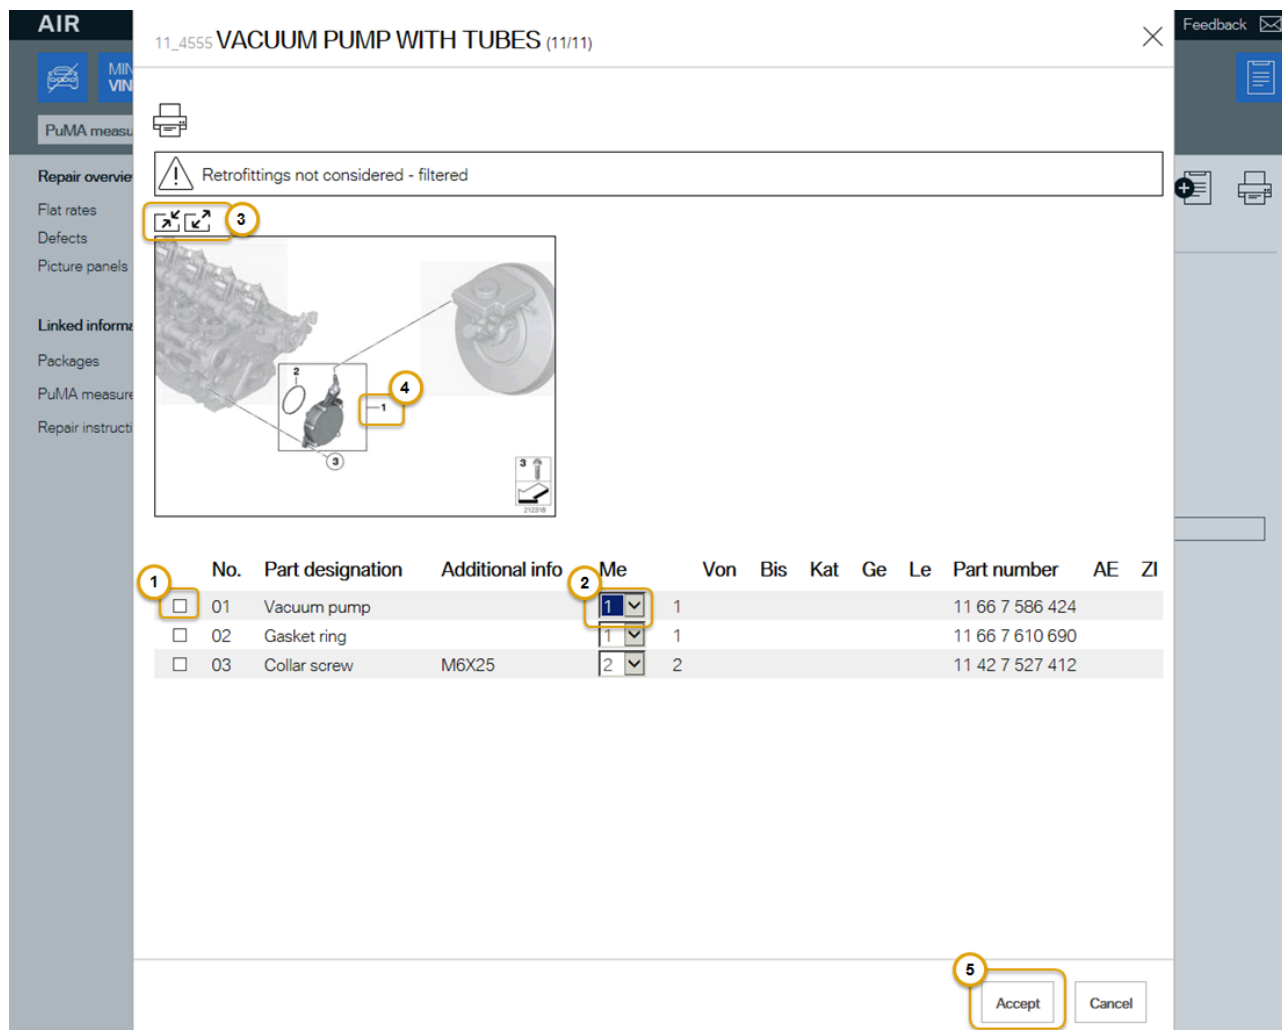 AIR
Feedback
11_4555 VACUUM PUMP WITH TUBES (11/11)
MIN
VIN
PuMA measu
Retrofittings not considered - filtered
Repair overvie
Flat rates
Defects
Picture panels
Linked informa
Packages
PuMA measure
Repair instructi
3
2
4
1
3
3
212318
1
2
No. Part designation Additional info Me Von Bis Kat Ge Le Part number AE ZI
01 Vacuum pump 1 1 11 66 7 586 424
02 Gasket ring 1 1 11 66 7 610 690
03 Collar screw M6X25 2 2 11 42 7 527 412
5
Accept Cancel